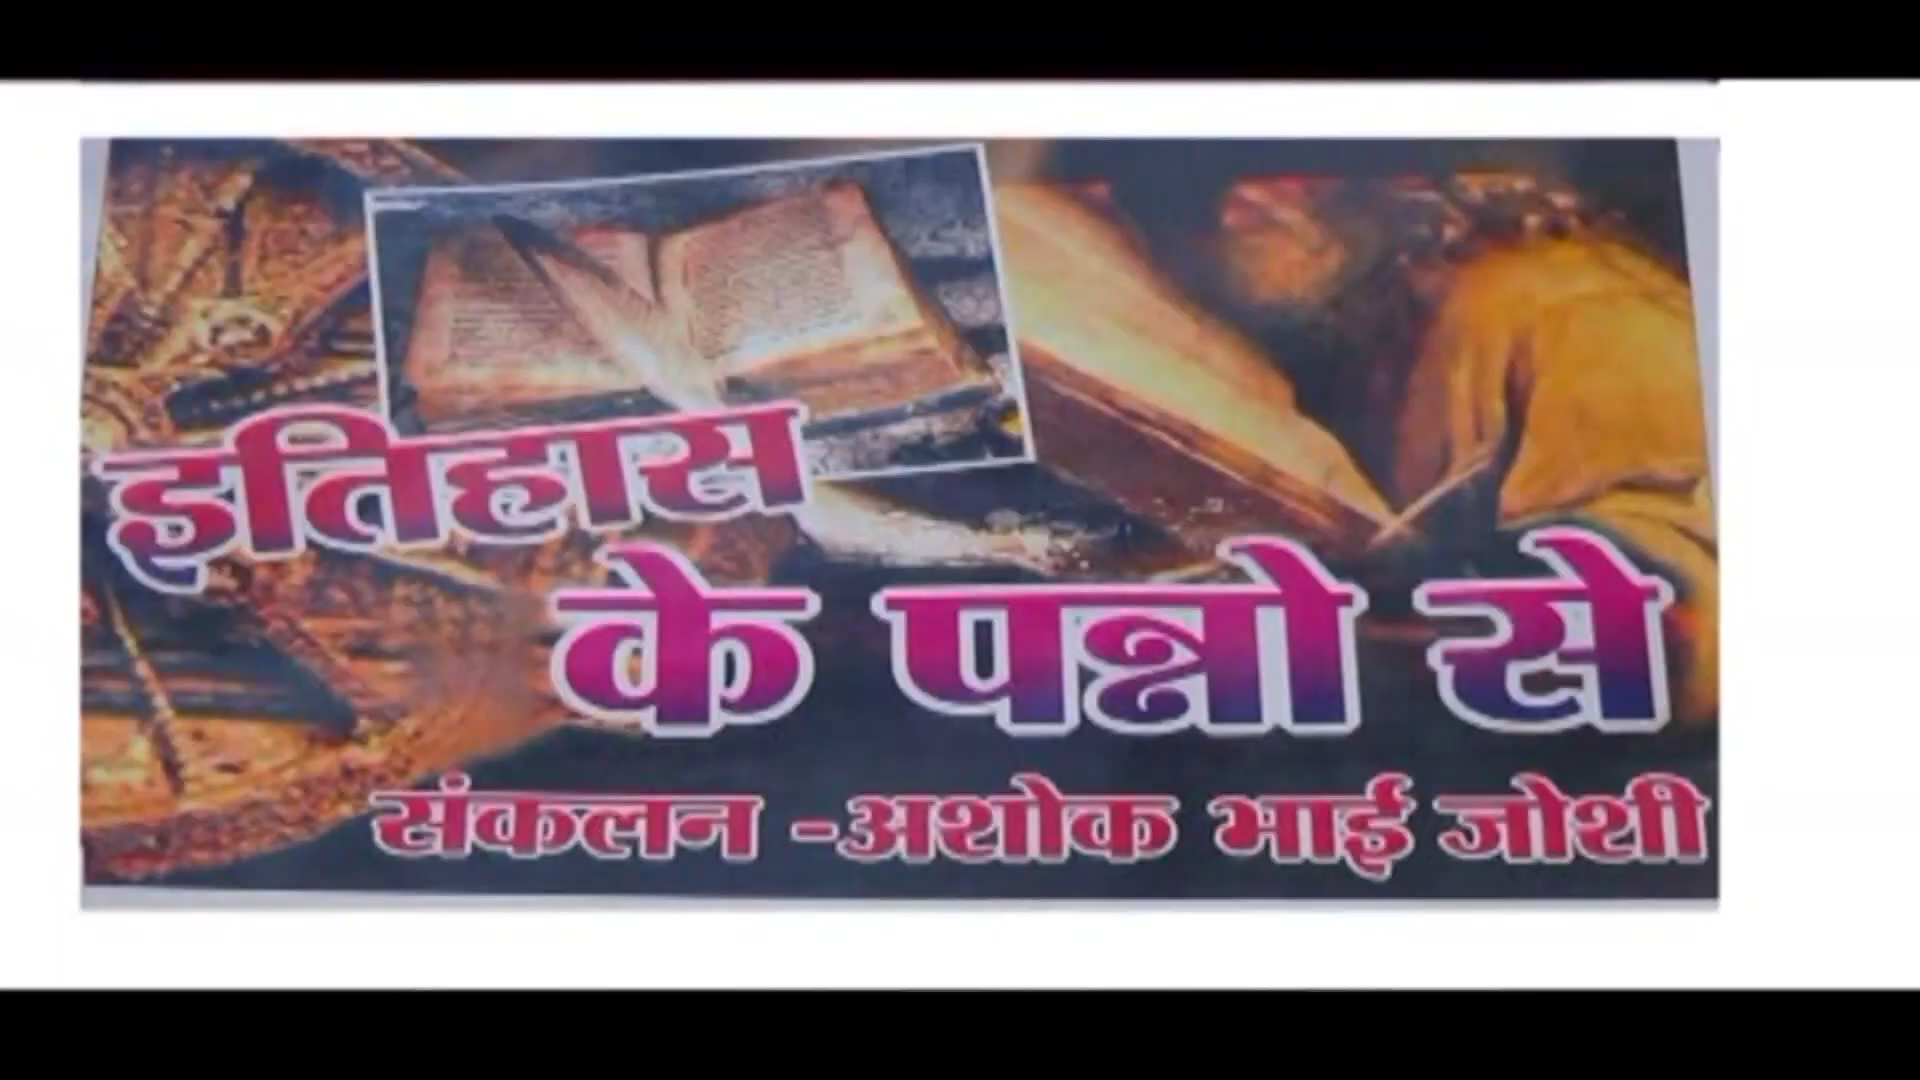 इतिहास
के पन्नो से
संकलन -अशोक भाई जोशी